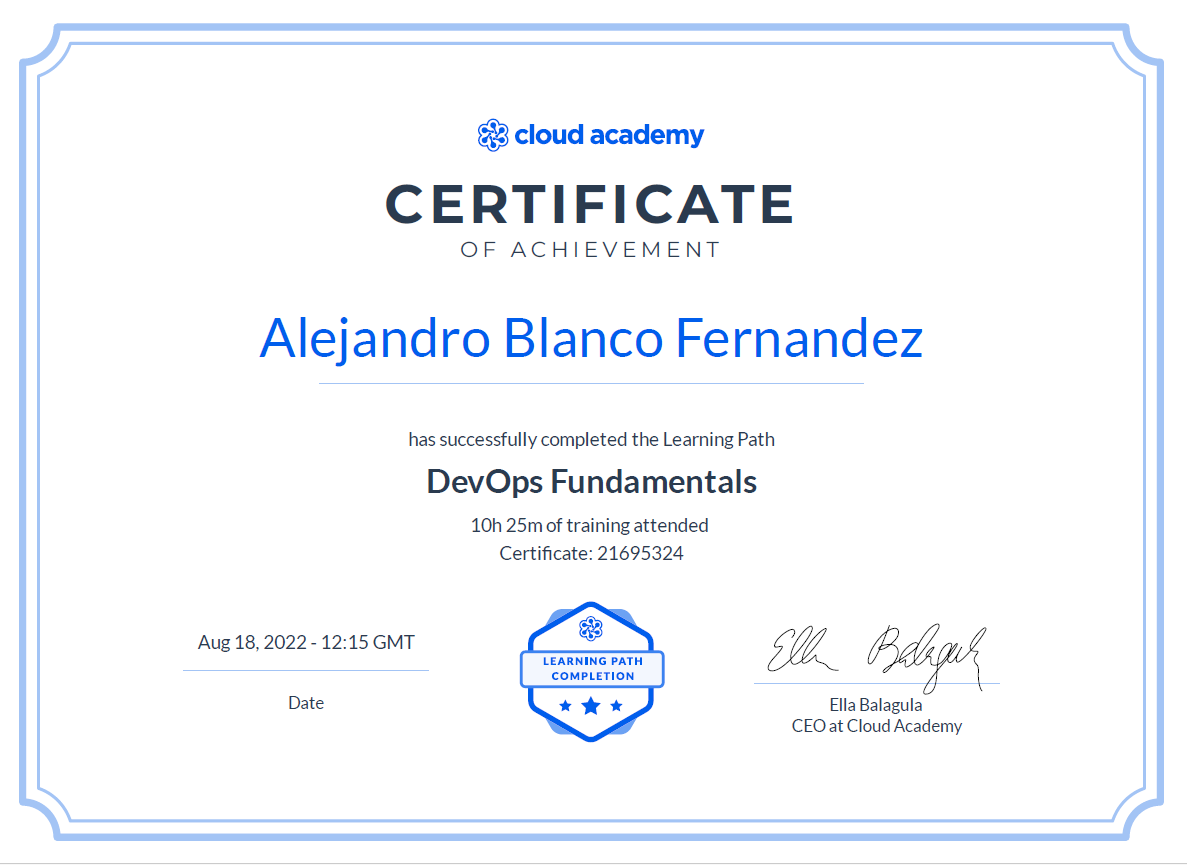 cloud academy
CERTIFICATE
OF ACHIEVEMENT
Alejandro Blanco Fernandez
has successfully completed the Learning Path
DevOps Fundamentals
10h 25m of training attended
Certificate: 21695324
Aug 18, 2022 - 12:15 GMT
Date
LEARNING PATH
COMPLETION
Ella Balagula
Ella Balagula
CEO at Cloud Academy